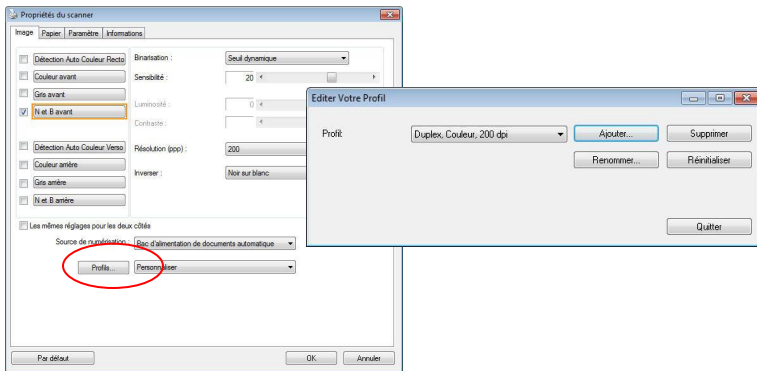 Propriétés du scanner
Image Papier Paramètre Informations
Détection Auto Couleur Recto
Couleur avant
Gris avant
N et B avant
Détection Auto Couleur Verso
Couleur arrière
Gris arrière
N et B arrière
Binarisation : Seuil dynamique
Sensibilité : 20
Luminosité : 0
Contraste :
Résolution (ppp) : 200
Inverser : Noir sur blanc
Les mêmes réglages pour les deux côtés
Source de numérisation : Bac d'alimentation de documents automatique
Profils... Personnaliser
Par défaut OK Annuler
Editer Votre Profil
Profil: Duplex, Couleur, 200 dpi Ajouter... Supprimer
Renommer... Réinitialiser
Quitter